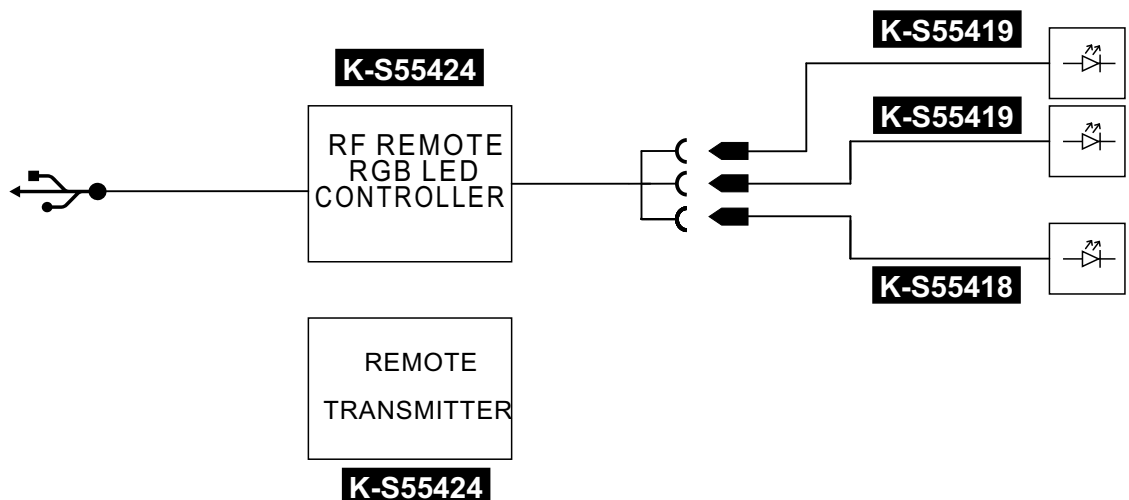 K-S55419
K-S55424
K-S55419
RF REMOTE
RGB LED
CONTROLLER
K-S55418
REMOTE
TRANSMITTER
K-S55424